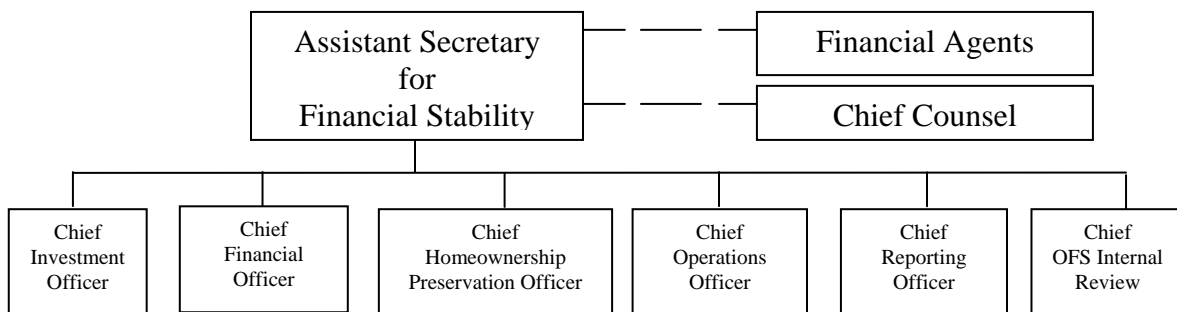 Assistant Secretary
for
Financial Stability
Financial Agents
Chief Counsel
Chief
Investment
Officer
Chief
Financial
Officer
Chief
Homeownership
Preservation Officer
Chief
Operations
Officer
Chief
Reporting
Officer
Chief
OFS Internal
Review